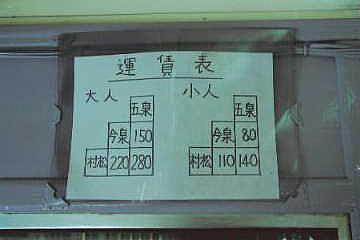 運賃表
大人 小人
五泉 五泉
今泉 150 今泉 80
村松 220 280 村松 110 140